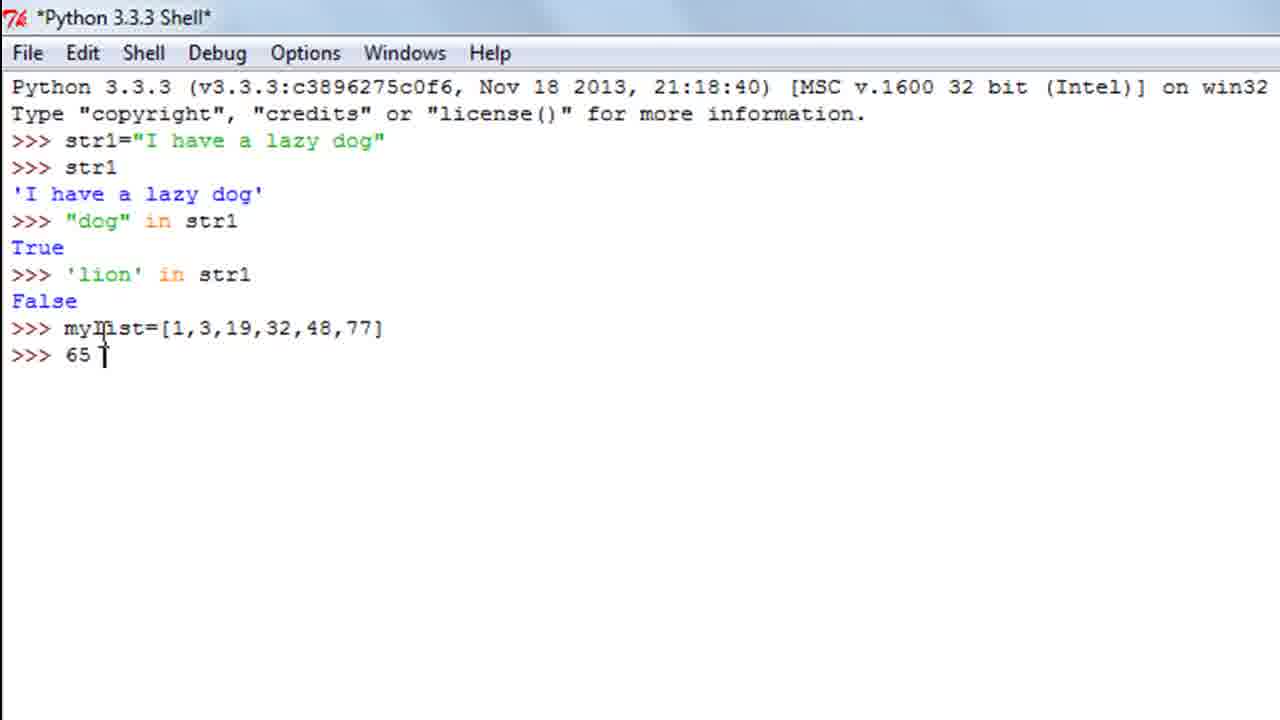 *Python 3.3.3 Shell*
File Edit Shell Debug Options Windows Help
Python 3.3.3 (v3.3.3:c3896275c0f6, Nov 18 2013, 21:18:40) [MSC v.1600 32 bit (Intel)] on win32
Type "copyright", "credits" or "license()" for more information.
>>> str1="I have a lazy dog"
>>> str1
'I have a lazy dog'
>>> "dog" in str1
True
>>> 'lion' in str1
False
>>> mylist=[1,3,19,32,48,77]
>>> 65